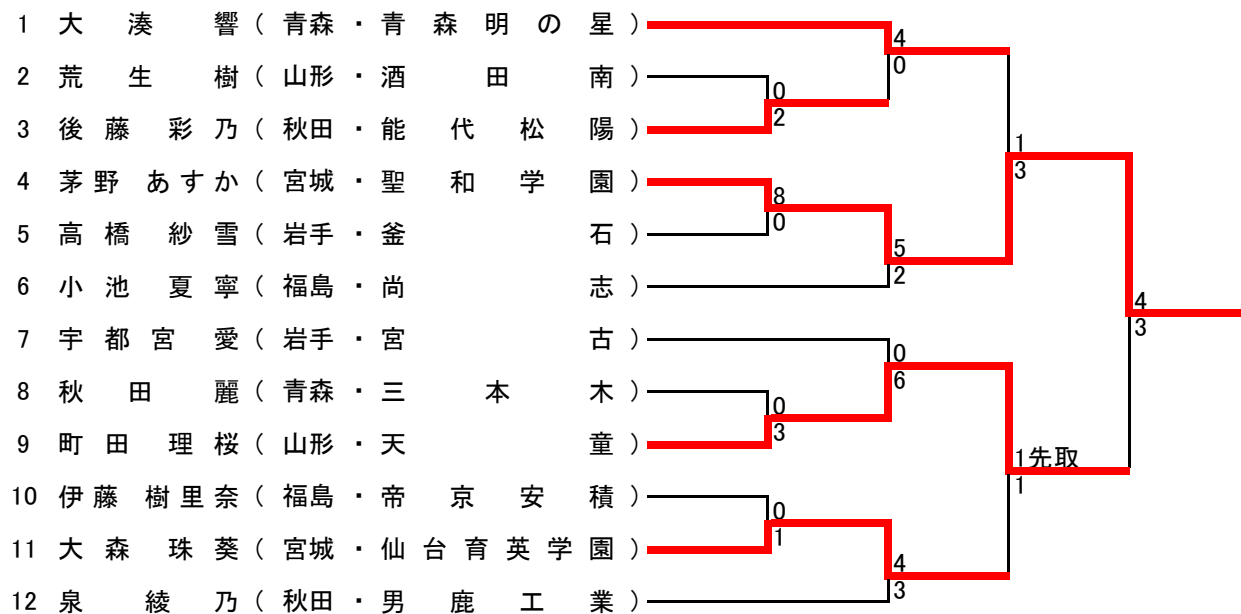 1 大湊 響 ( 青森 ・ 青森明の星 )
4
0
2 荒生 樹 ( 山形 ・ 酒田南 )
0
2
3 後藤 彩乃 ( 秋田 ・ 能代松陽 )
1
3
4 茅野 あすか ( 宮城 ・ 聖和学園 )
8
0
5 高橋 紗雪 ( 岩手 ・ 釜石 )
5
2
6 小池 夏寧 ( 福島 ・ 尚志 )
4
3
7 宇都宮 愛 ( 岩手 ・ 宮古 )
0
6
8 秋田 麗 ( 青森 ・ 三本木 )
0
3
9 町田 理桜 ( 山形 ・ 天童 )
1先取
1
10 伊藤 樹里奈 ( 福島 ・ 帝京安積 )
0
1
11 大森 珠葵 ( 宮城 ・ 仙台育英学園 )
4
3
12 泉 綾乃 ( 秋田 ・ 男鹿工業 )